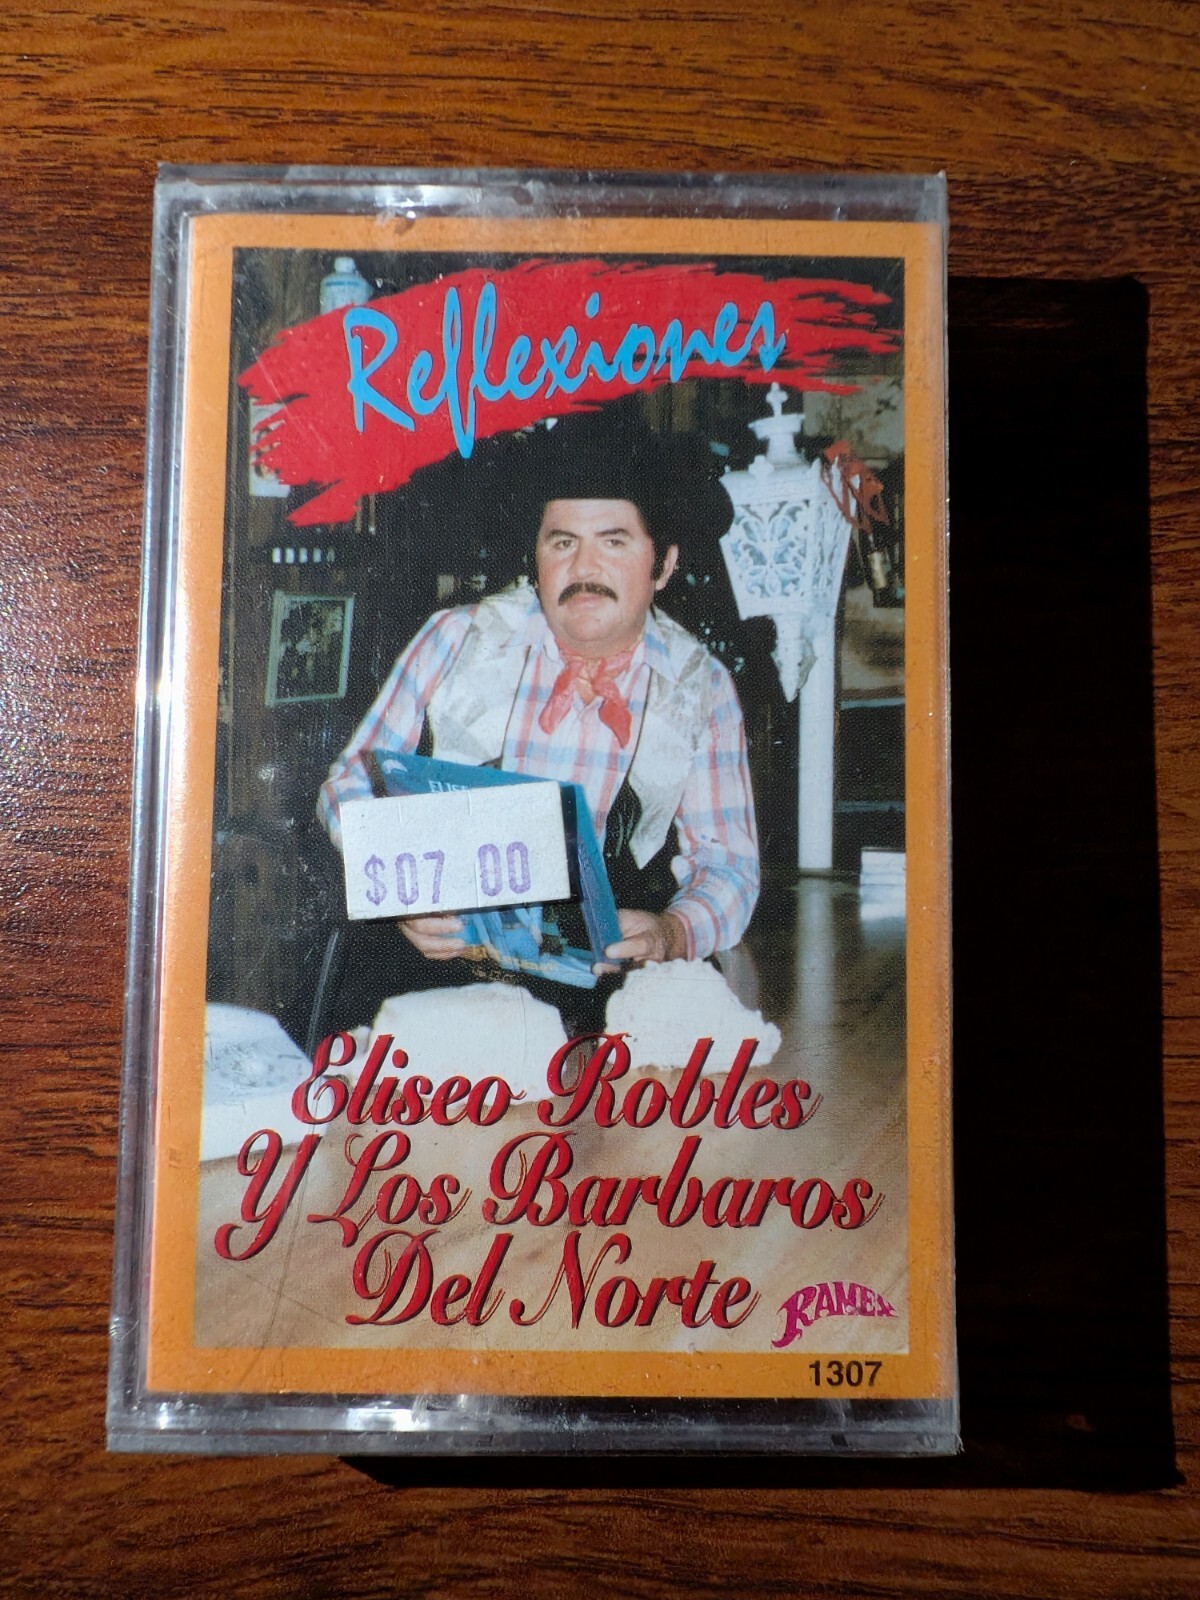 Reflexiones
$07 00
Eliseo Robles
Y Los Barbaros
Del Norte
RAMEX
1307